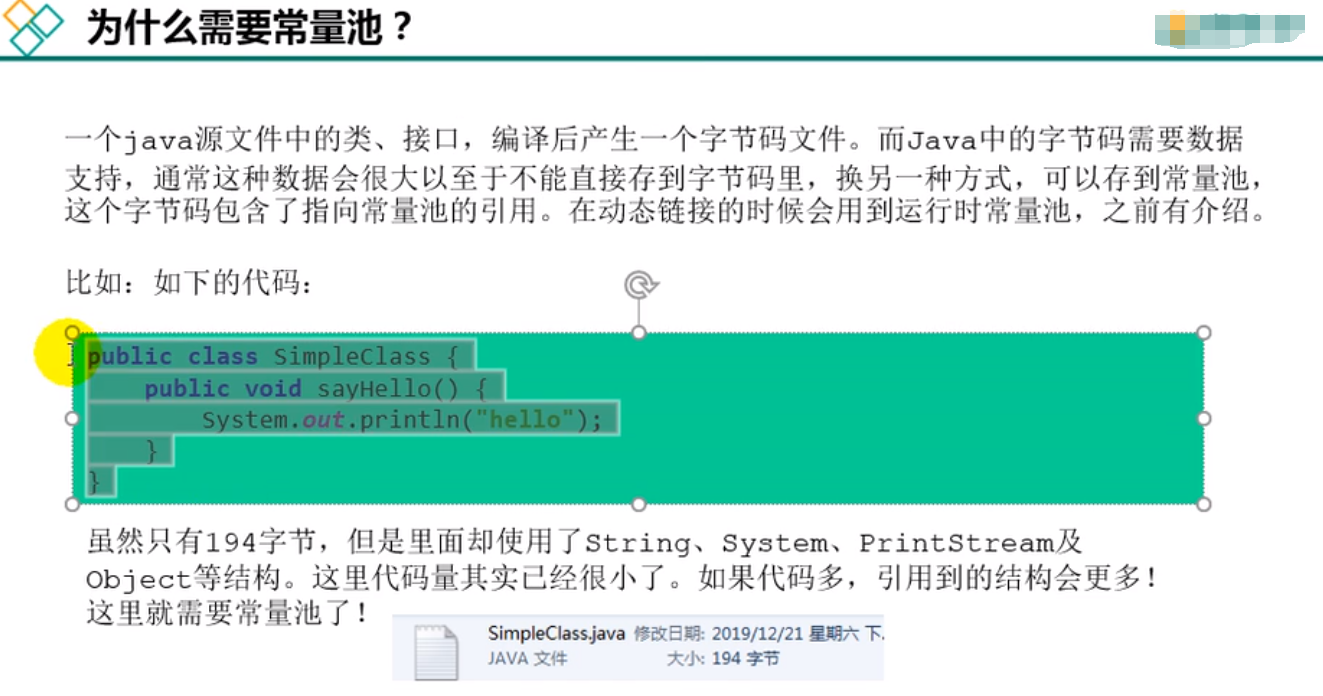 为什么需要常量池？
一个java源文件中的类、接口，编译后产生一个字节码文件。而Java中的字节码需要数据
支持，通常这种数据会很大以至于不能直接存到字节码里，换另一种方式，可以存到常量池，
这个字节码包含了指向常量池的引用。在动态链接的时候会用到运行时常量池，之前有介绍。
比如：如下的代码：
public class SimpleClass {
    public void sayHello() {
        System.out.println("hello");
    }
}
虽然只有194字节，但是里面却使用了String、System、PrintStream及
Object等结构。这里代码量其实已经很小了。如果代码多，引用到的结构会更多！
这里就需要常量池了！
SimpleClass.java 修改日期: 2019/12/21 星期六 下..
JAVA 文件 大小: 194 字节